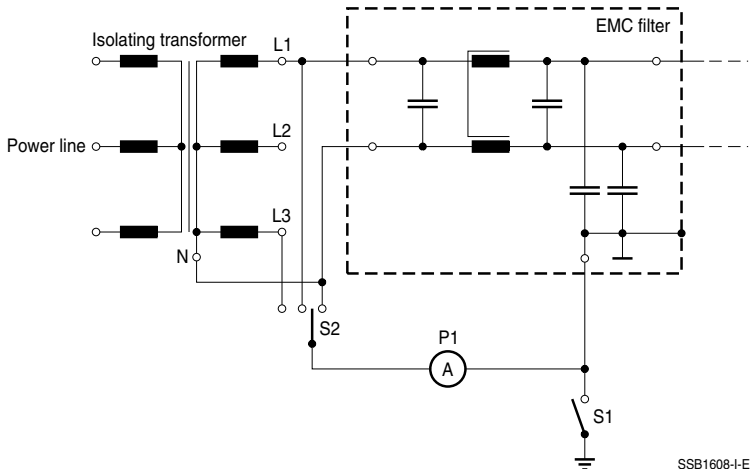 Isolating transformer
L1
EMC filter
L2
Power line
L3
N
S2
P1
A
S1
SSB1608-I-E